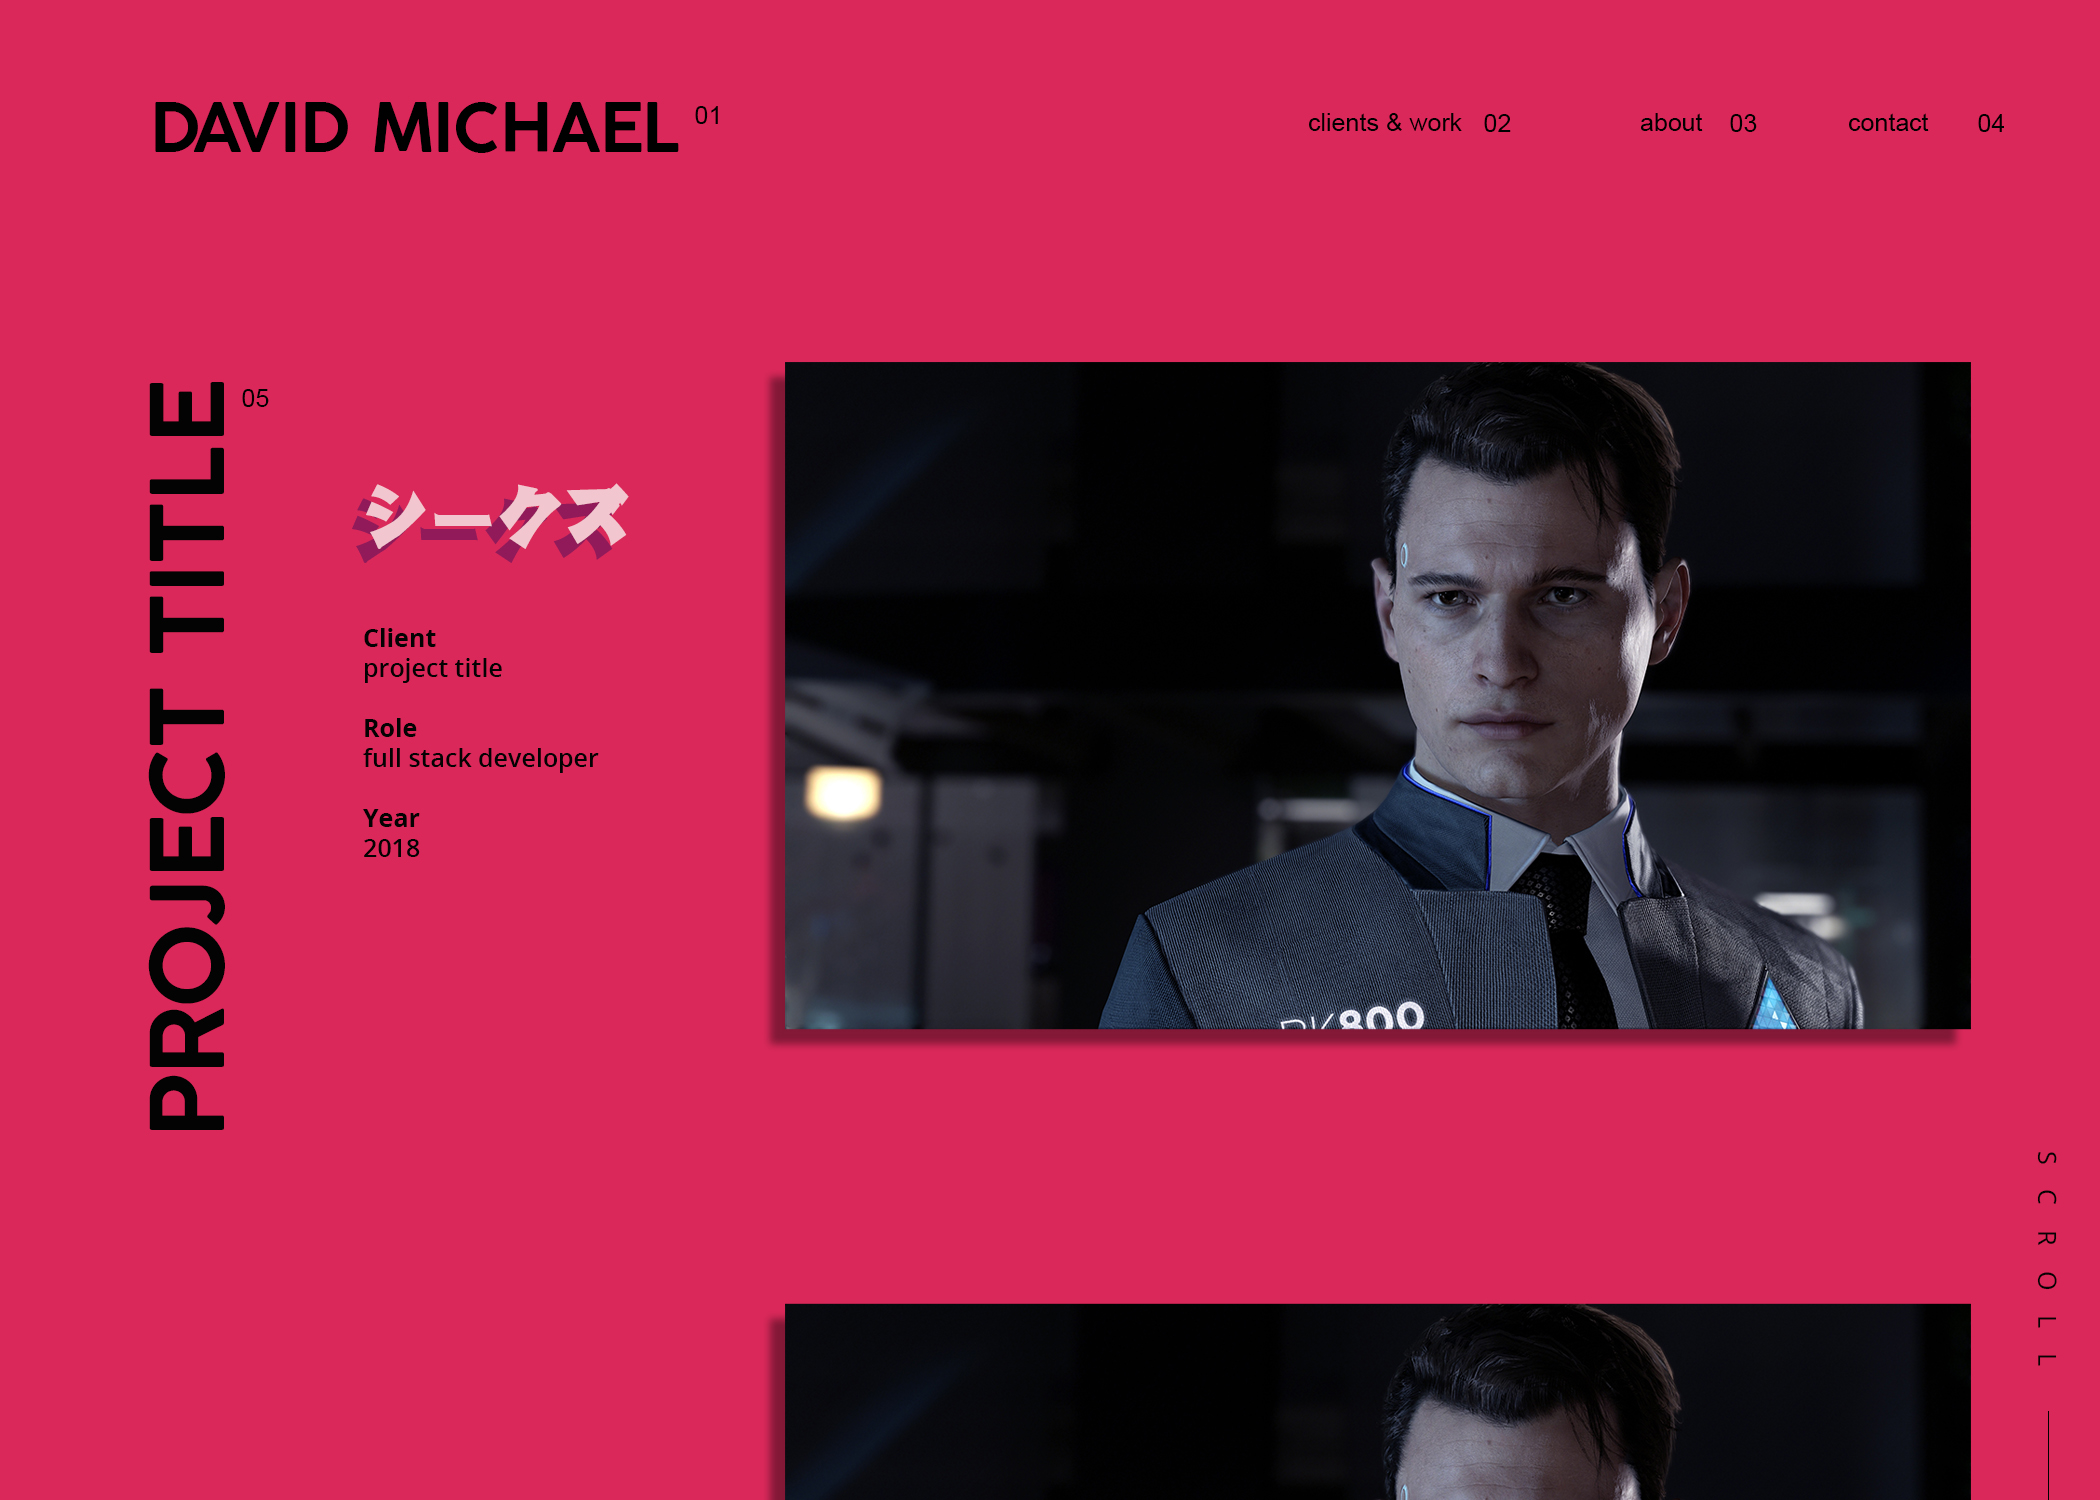 DAVID MICHAEL 01
clients & work 02
about 03
contact 04
PROJECT TITLE
05
シークス
Client
project title
Role
full stack developer
Year
2018
RK800
SCROLL